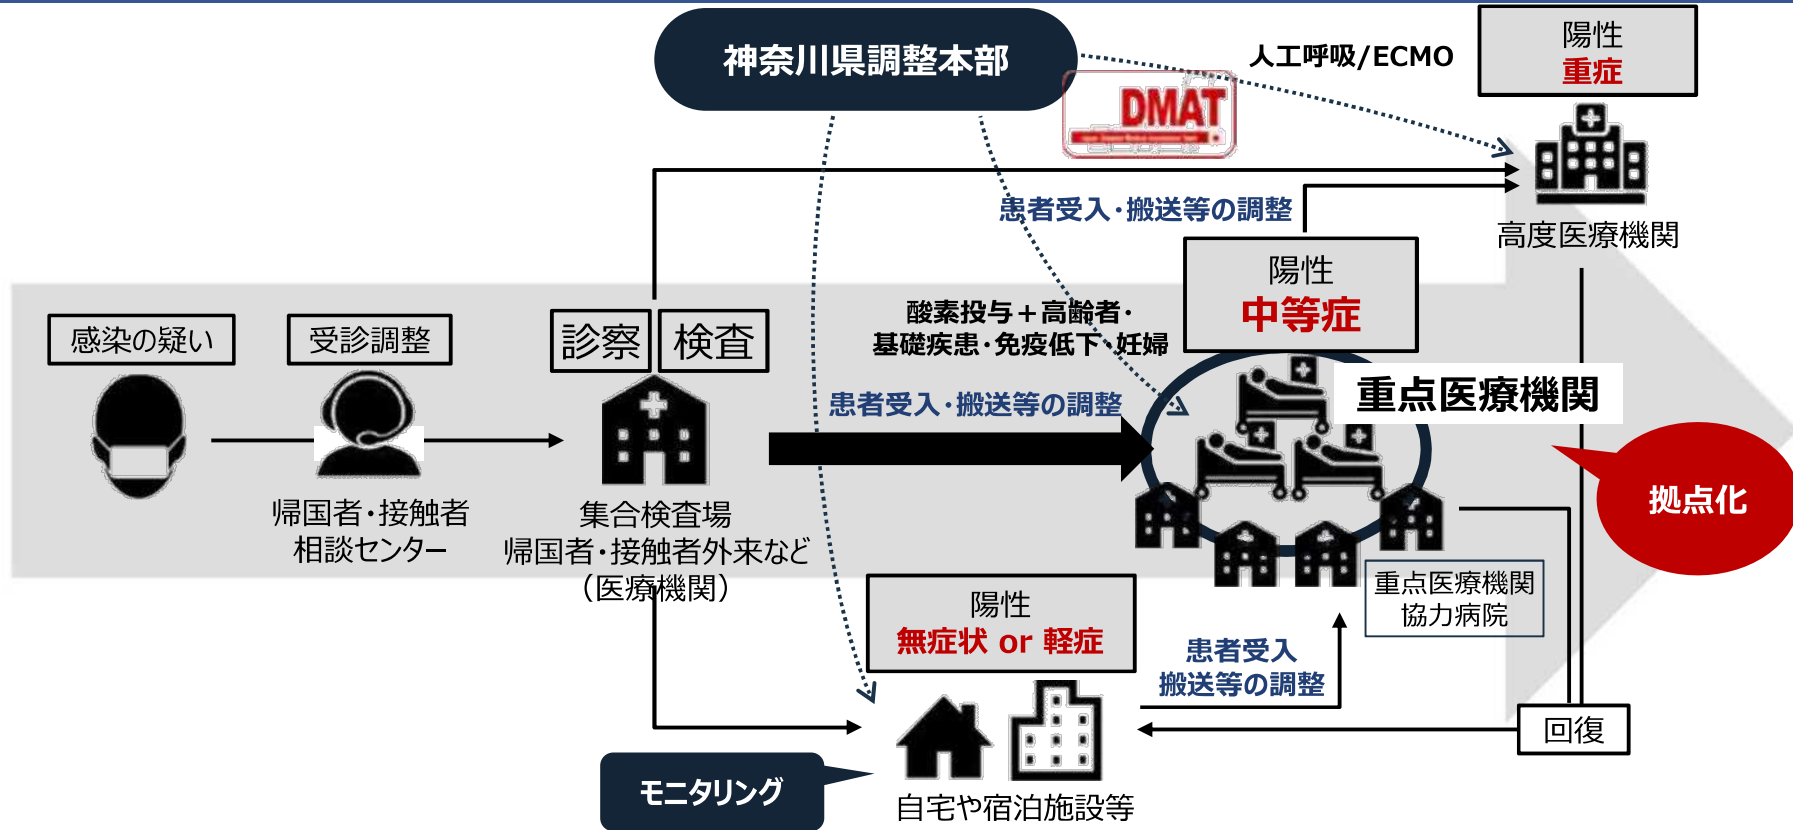 神奈川県調整本部
DMAT
人工呼吸/ECMO
陽性
重症
高度医療機関
患者受入・搬送等の調整
陽性
中等症
酸素投与＋高齢者・
基礎疾患・免疫低下・妊婦
患者受入・搬送等の調整
重点医療機関
拠点化
感染の疑い
受診調整
診察
検査
帰国者・接触者
相談センター
集合検査場
帰国者・接触者外来など
（医療機関）
重点医療機関
協力病院
陽性
無症状 or 軽症
患者受入
搬送等の調整
回復
モニタリング
自宅や宿泊施設等